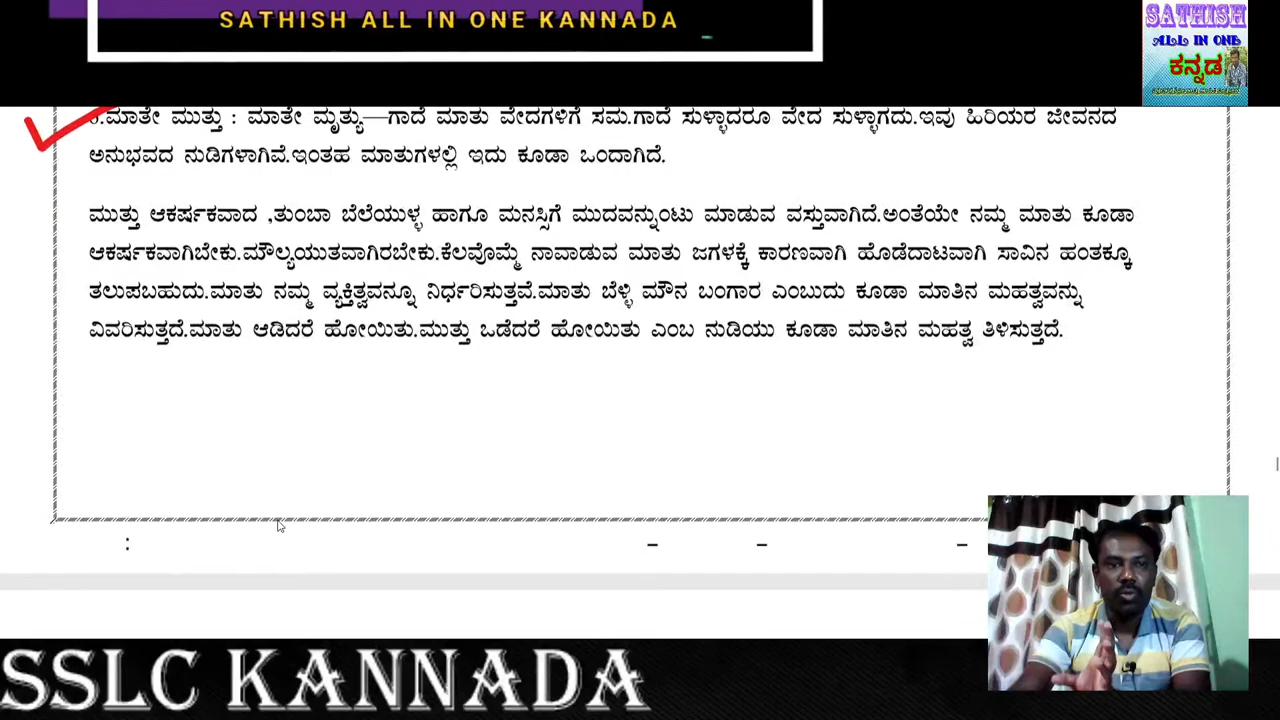 SATHISH ALL IN ONE KANNADA
SATHISH
ALL IN ONE
ಕನ್ನಡ
ಮಾತೇ ಮುತ್ತು : ಮಾತೇ ಮೃತ್ಯು—ಗಾದೆ ಮಾತು ವೇದಗಳಿಗೆ ಸಮ.ಗಾದೆ ಸುಳ್ಳಾದರೂ ವೇದ ಸುಳ್ಳಾಗದು.ಇವು ಹಿರಿಯರ ಜೀವನದ
ಅನುಭವದ ನುಡಿಗಳಾಗಿವೆ.ಇಂತಹ ಮಾತುಗಳಲ್ಲಿ ಇದು ಕೂಡಾ ಒಂದಾಗಿದೆ.
ಮುತ್ತು ಆಕರ್ಷಕವಾದ ,ತುಂಬಾ ಬೆಲೆಯುಳ್ಳ ಹಾಗೂ ಮನಸ್ಸಿಗೆ ಮುದವನ್ನುಂಟು ಮಾಡುವ ವಸ್ತುವಾಗಿದೆ.ಅಂತೆಯೇ ನಮ್ಮ ಮಾತು ಕೂಡಾ
ಆಕರ್ಷಕವಾಗಿಬೇಕು.ಮೌಲ್ಯಯುತವಾಗಿರಬೇಕು.ಕೆಲವೊಮ್ಮೆ ನಾವಾಡುವ ಮಾತು ಜಗಳಕ್ಕೆ ಕಾರಣವಾಗಿ ಹೊಡೆದಾಟವಾಗಿ ಸಾವಿನ ಹಂತಕ್ಕೂ
ತಲುಪಬಹುದು.ಮಾತು ನಮ್ಮ ವ್ಯಕ್ತಿತ್ವವನ್ನೂ ನಿರ್ಧರಿಸುತ್ತವೆ.ಮಾತು ಬೆಳ್ಳಿ ಮೌನ ಬಂಗಾರ ಎಂಬುದು ಕೂಡಾ ಮಾತಿನ ಮಹತ್ವವನ್ನು
ವಿವರಿಸುತ್ತದೆ.ಮಾತು ಆಡಿದರೆ ಹೋಯಿತು.ಮುತ್ತು ಒಡೆದರೆ ಹೋಯಿತು ಎಂಬ ನುಡಿಯು ಕೂಡಾ ಮಾತಿನ ಮಹತ್ವ ತಿಳಿಸುತ್ತದೆ.
SSLC KANNADA